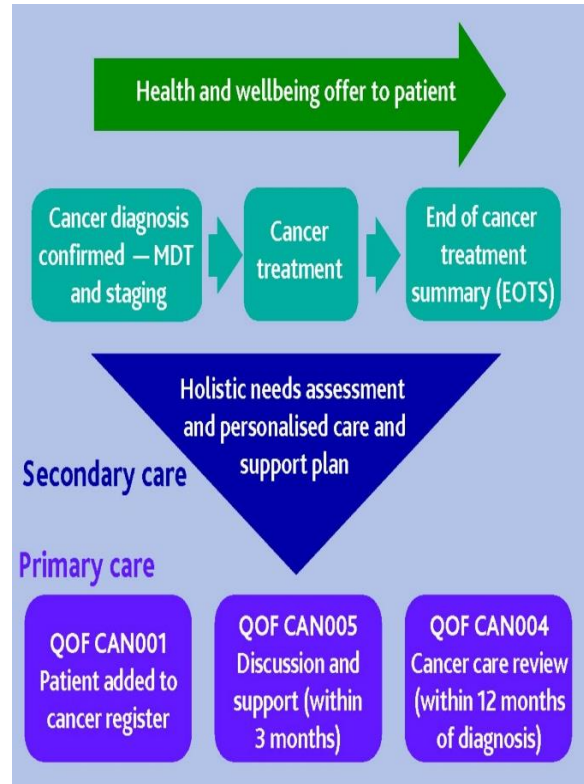 Health and wellbeing offer to patient
Cancer diagnosis
confirmed – MDT
and staging
Cancer
treatment
End of cancer
treatment
summary (EOTS)
Holistic needs assessment
and personalised care and
support plan
Secondary care
Primary care
QOF CAN001
Patient added to
cancer register
QOF CAN005
Discussion and
support (within
3 months)
QOF CAN004
Cancer care review
(within 12 months
of diagnosis)